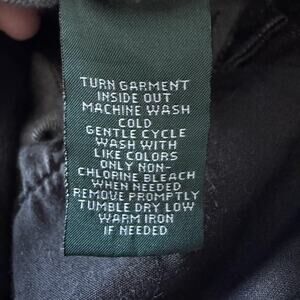 TURN GARMENT
INSIDE OUT
MACHINE WASH
COLD
GENTLE CYCLE
WASH WITH
LIKE COLORS
ONLY NON-
CHLORINE BLEACH
WHEN NEEDED
REMOVE PROMPTLY
TUMBLE DRY LOW
WARM IRON
IF NEEDED